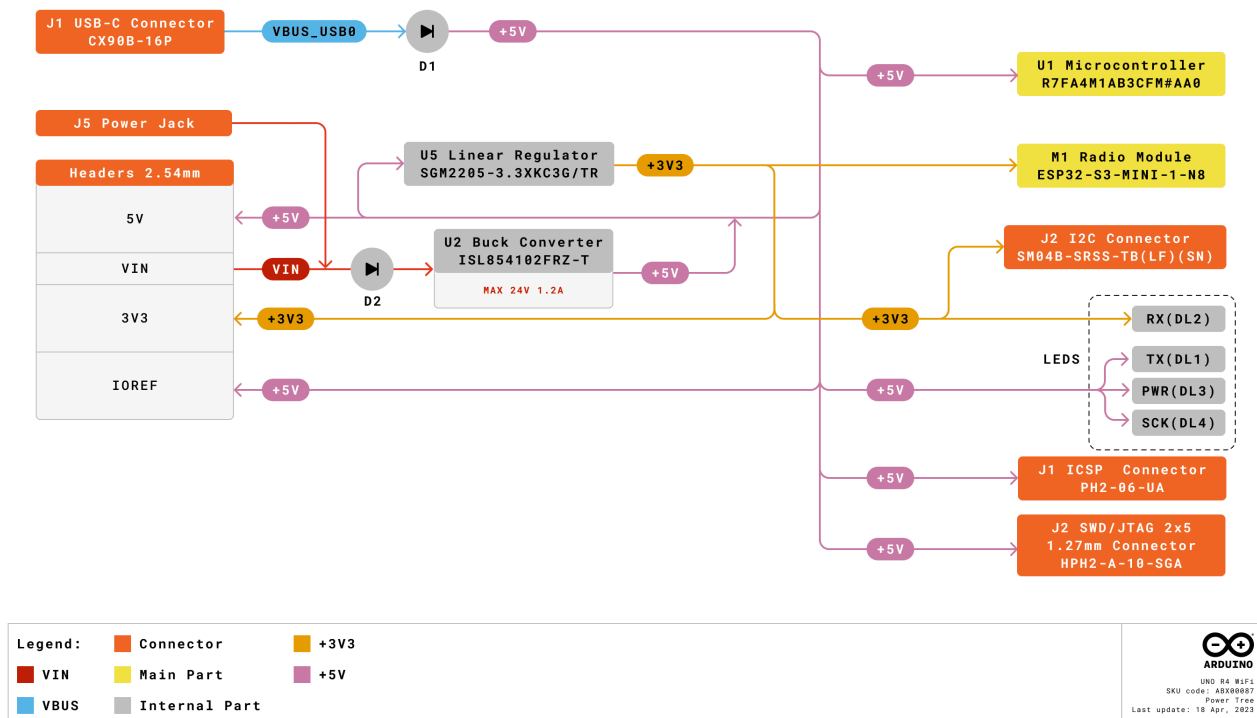 J1 USB-C Connector
CX90B-16P
VBUS_USB0
D1
+5V
+5V
U1 Microcontroller
R7FA4M1AB3CFM#AA0
J5 Power Jack
U5 Linear Regulator
SGM2205-3.3XKC3G/TR
+3V3
M1 Radio Module
ESP32-S3-MINI-1-N8
Headers 2.54mm
5V
+5V
VIN
VIN
D2
U2 Buck Converter
ISL854102FRZ-T
MAX 24V 1.2A
+5V
J2 I2C Connector
SM04B-SRSS-TB(LF)(SN)
3V3
+3V3
+3V3
RX(DL2)
LEDS
TX(DL1)
IOREF
+5V
+5V
PWR(DL3)
SCK(DL4)
+5V
J1 ICSP  Connector
PH2-06-UA
+5V
J2 SWD/JTAG 2x5
1.27mm Connector
HPH2-A-10-SGA
Legend:
Connector
+3V3
VIN
Main Part
+5V
VBUS
Internal Part
ARDUINO
UNO R4 WiFi
SKU code: ABX00087
Power Tree
Last update: 18 Apr, 2023